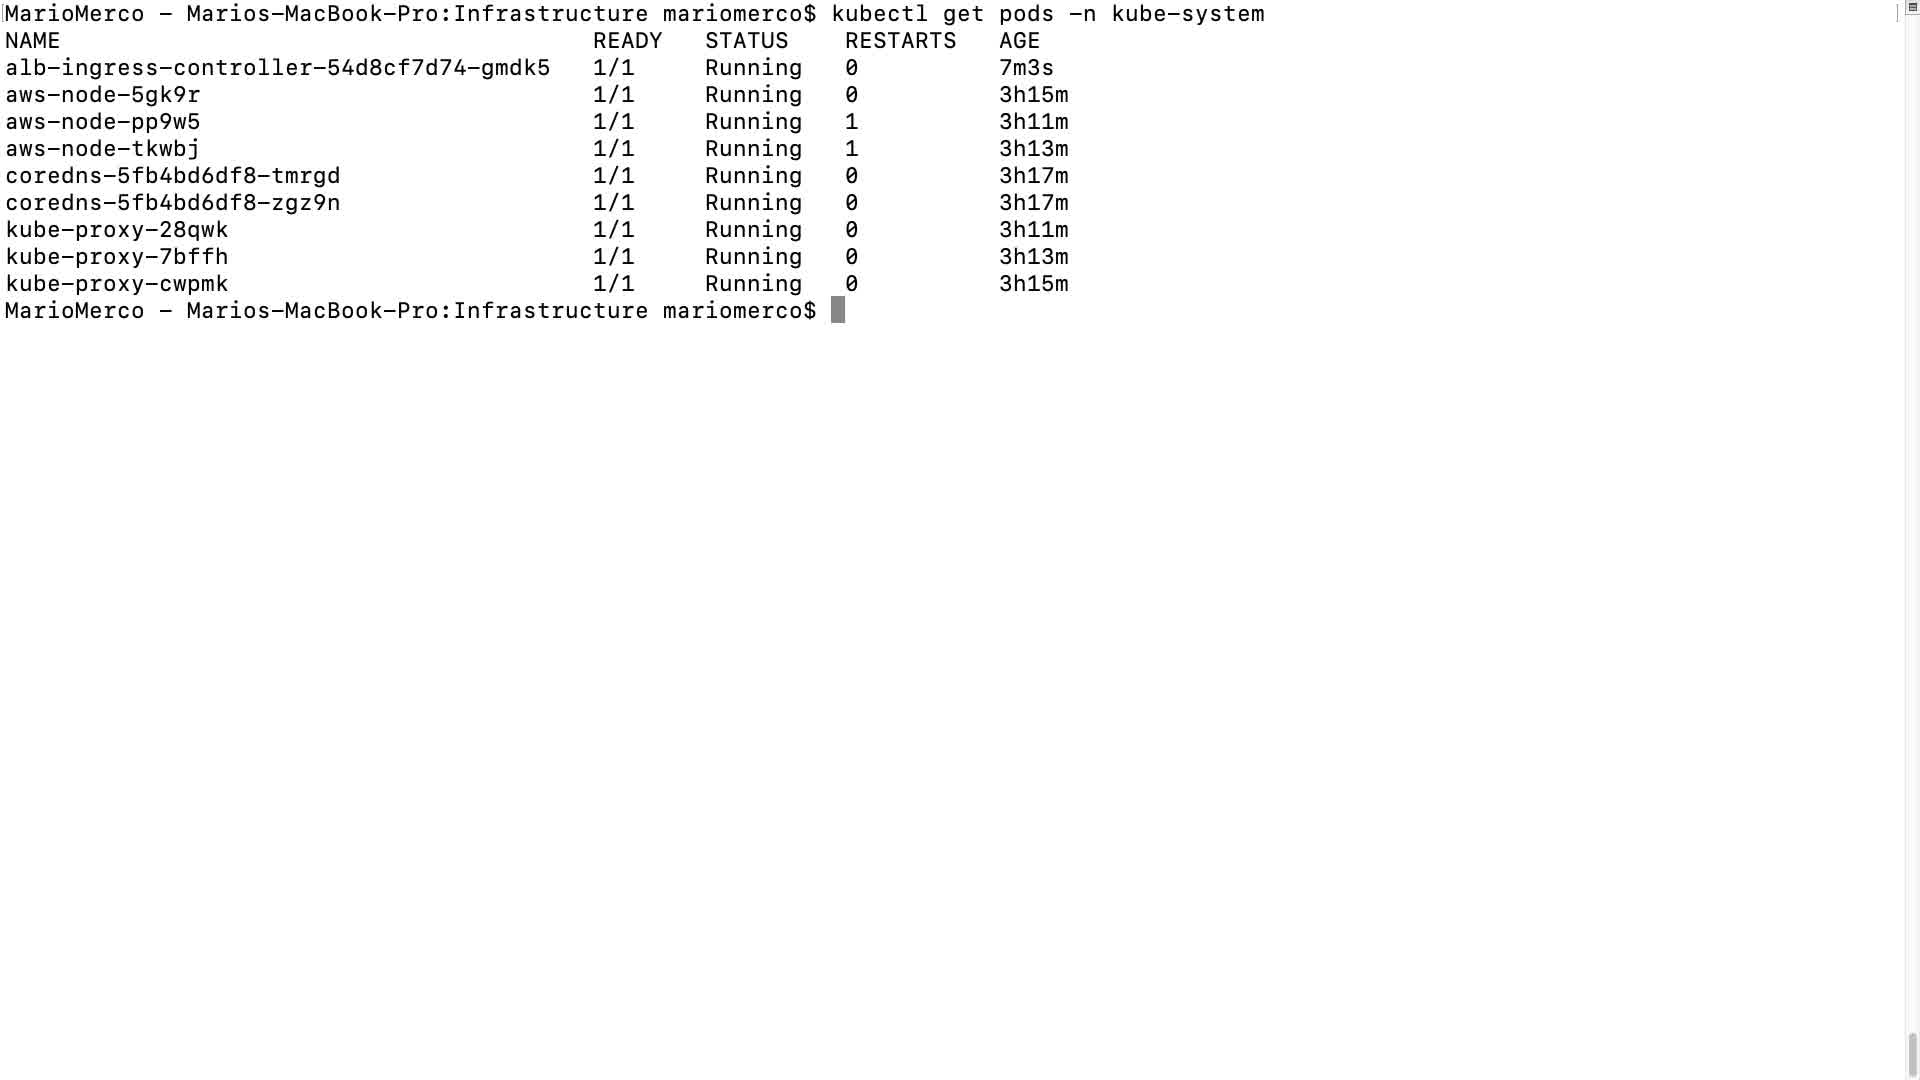 MarioMerco - Marios-MacBook-Pro:Infrastructure mariomerco$ kubectl get pods -n kube-system
NAME                                      READY   STATUS    RESTARTS   AGE
alb-ingress-controller-54d8cf7d74-gmdk5   1/1     Running   0          7m3s
aws-node-5gk9r                            1/1     Running   0          3h15m
aws-node-pp9w5                            1/1     Running   1          3h11m
aws-node-tkwbj                            1/1     Running   1          3h13m
coredns-5fb4bd6df8-tmrgd                  1/1     Running   0          3h17m
coredns-5fb4bd6df8-zgz9n                  1/1     Running   0          3h17m
kube-proxy-28qwk                          1/1     Running   0          3h11m
kube-proxy-7bffh                          1/1     Running   0          3h13m
kube-proxy-cwpmk                          1/1     Running   0          3h15m
MarioMerco - Marios-MacBook-Pro:Infrastructure mariomerco$